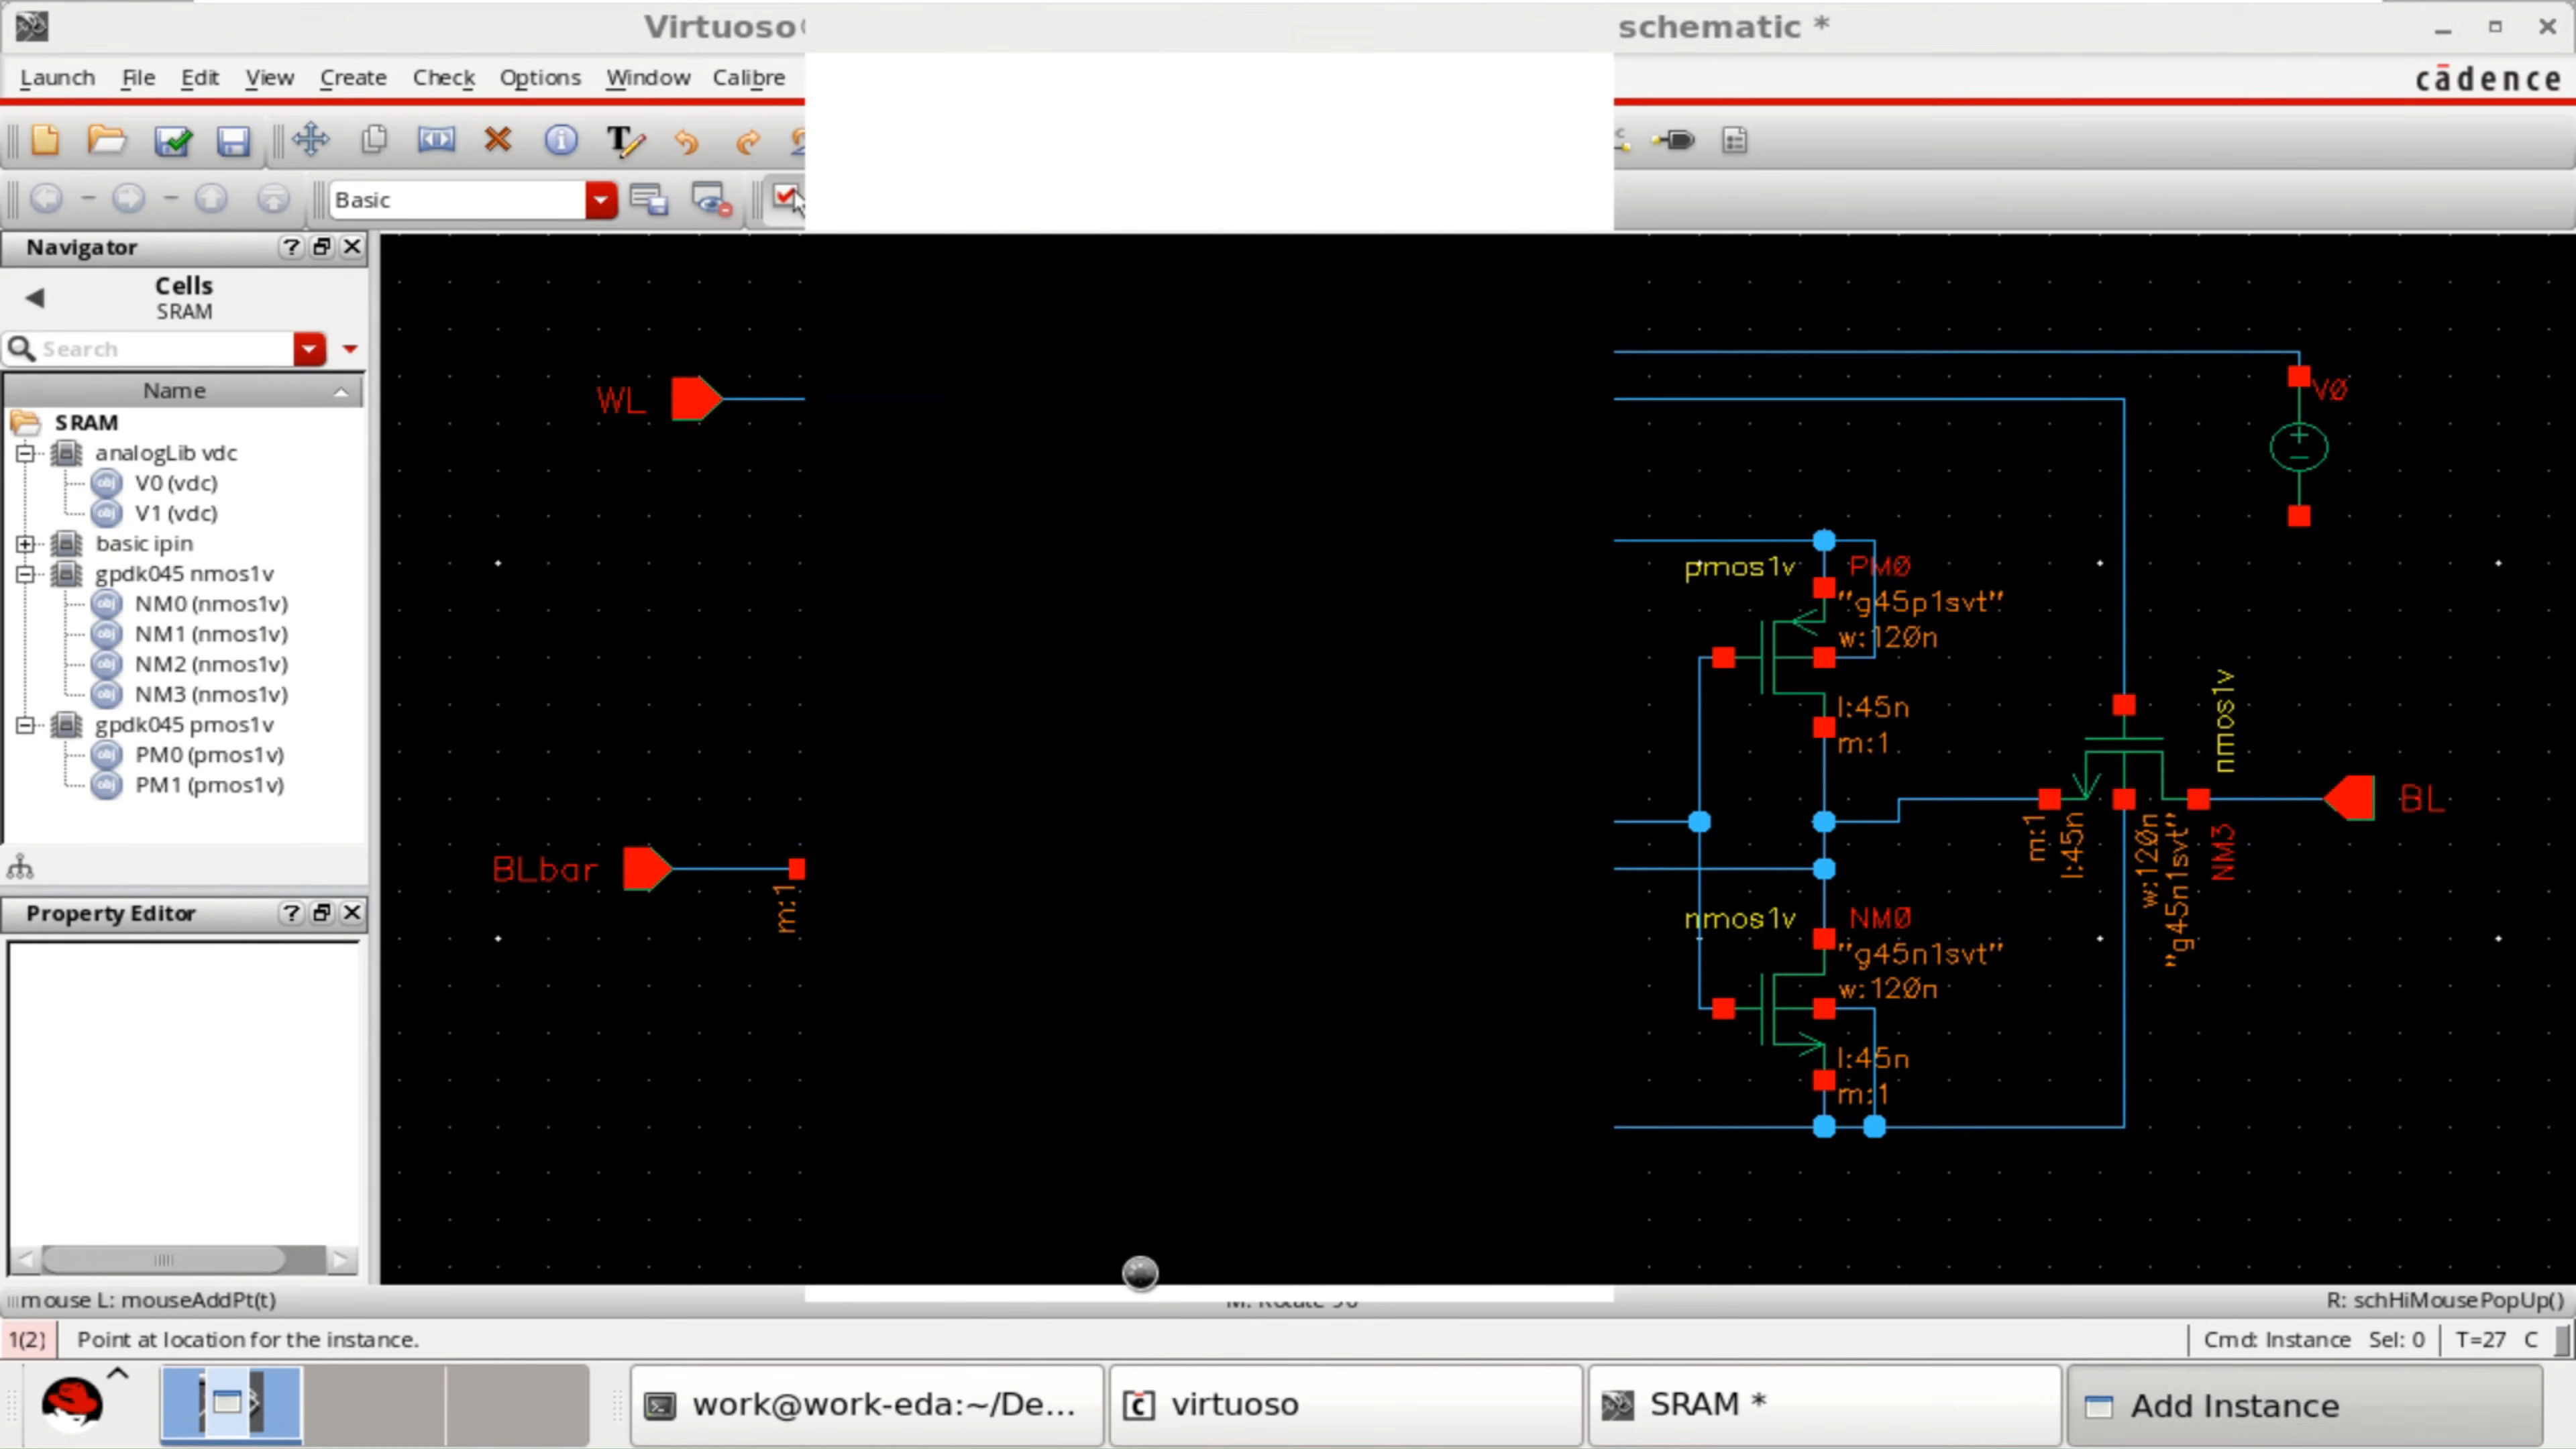 Virtuoso
schematic *
Launch File Edit View Create Check Options Window Calibre
cādence
Basic
Navigator
Cells
SRAM
Search
Name
SRAM
analogLib vdc
V0 (vdc)
V1 (vdc)
basic ipin
gpdk045 nmos1v
NM0 (nmos1v)
NM1 (nmos1v)
NM2 (nmos1v)
NM3 (nmos1v)
gpdk045 pmos1v
PM0 (pmos1v)
PM1 (pmos1v)
Property Editor
WL
V0
pmos1v PM0
"g45p1svt"
w:120n
l:45n
m:1
nmos1v
BL
m:1
l:45n
w:120n
"g45n1svt"
NM3
BLbar
m:1
nmos1v NM0
"g45n1svt"
w:120n
l:45n
m:1
mouse L: mouseAddPt(t)
M: Rotate 90
R: schHiMousePopUp()
1(2) Point at location for the instance.
Cmd: Instance Sel: 0 T=27 C
work@work-eda:~/De...
virtuoso
SRAM *
Add Instance